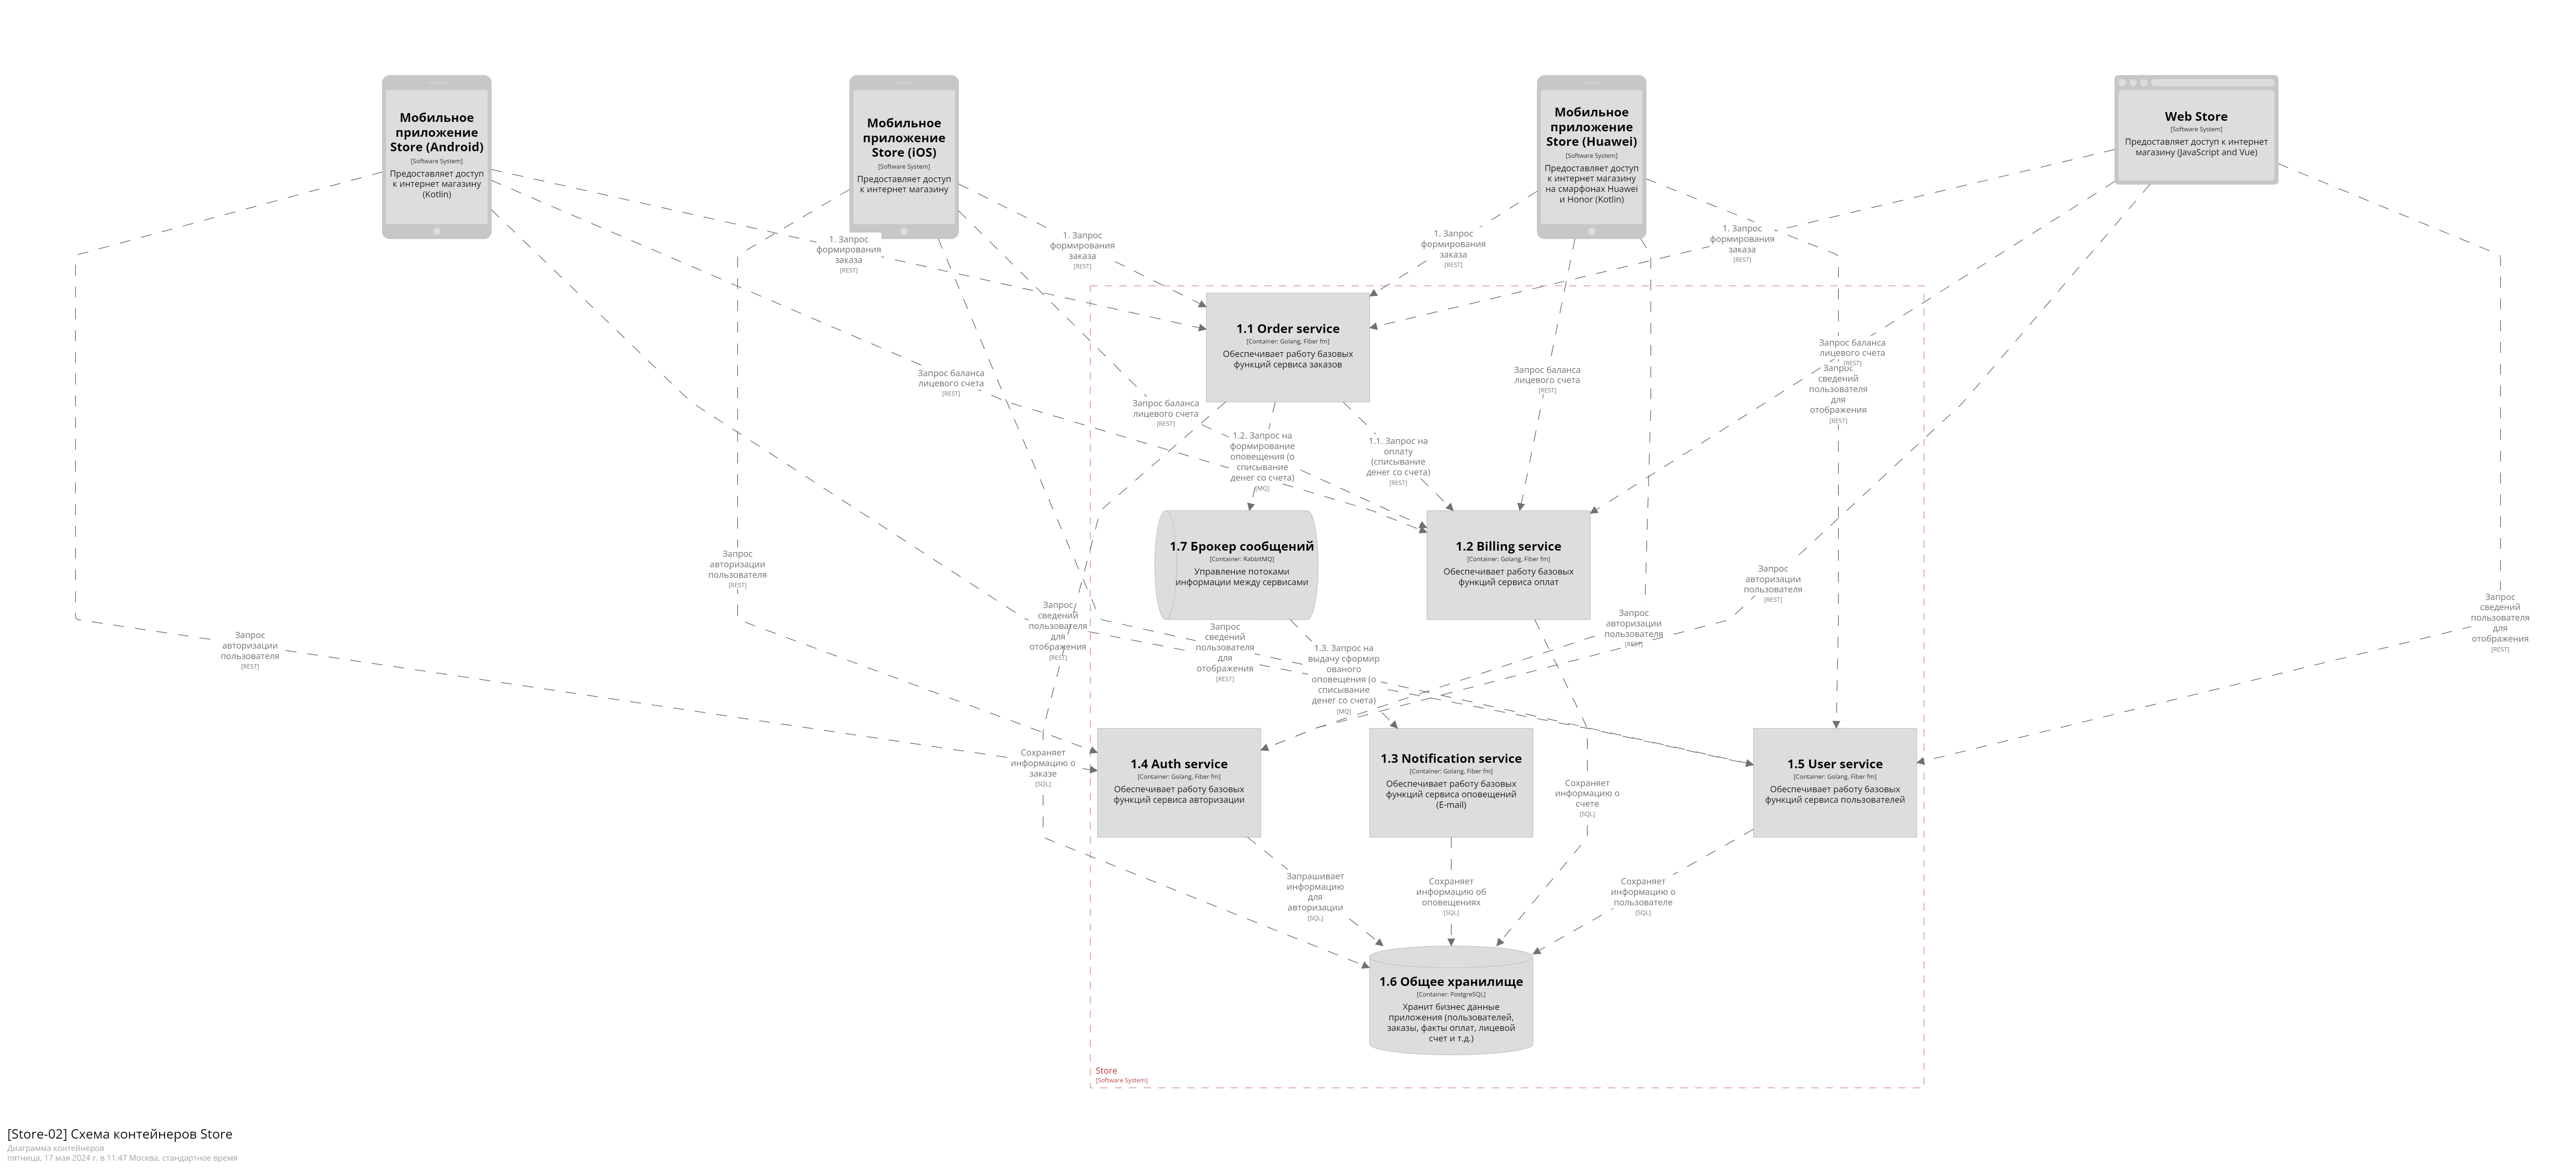 Мобильное
приложение
Store (Android)
[Software System]
Предоставляет доступ
к интернет магазину
(Kotlin)
Мобильное
приложение
Store (iOS)
[Software System]
Предоставляет доступ
к интернет магазину
Мобильное
приложение
Store (Huawei)
[Software System]
Предоставляет доступ
к интернет магазину
на смарфонах Huawei
и Honor (Kotlin)
Web Store
[Software System]
Предоставляет доступ к интернет
магазину (JavaScript and Vue)
1. Запрос
формирования
заказа
[REST]
1. Запрос
формирования
заказа
[REST]
1. Запрос
формирования
заказа
[REST]
1. Запрос
формирования
заказа
[REST]
1.1 Order service
[Container: Golang, Fiber fm]
Обеспечивает работу базовых
функций сервиса заказов
Запрос баланса
лицевого счета
[REST]
Запрос баланса
лицевого счета
[REST]
Запрос баланса
лицевого счета
[REST]
Запрос баланса
лицевого счета
[REST]
Запрос
сведений
пользователя
для
отображения
[REST]
1.2. Запрос на
формирование
оповещения (о
списывание
денег со счета)
[MQ]
1.1. Запрос на
оплату
(списывание
денег со счета)
[REST]
1.7 Брокер сообщений
[Container: RabbitMQ]
Управление потоками
информации между сервисами
1.2 Billing service
[Container: Golang, Fiber fm]
Обеспечивает работу базовых
функций сервиса оплат
Запрос
авторизации
пользователя
[REST]
Запрос
авторизации
пользователя
[REST]
Запрос
авторизации
пользователя
[REST]
Запрос
сведений
пользователя
для
отображения
[REST]
Запрос
сведений
пользователя
для
отображения
[REST]
1.3. Запрос на
выдачу сформир
ованого
оповещения (о
списывание
денег со счета)
[MQ]
Запрос
авторизации
пользователя
[REST]
Запрос
сведений
пользователя
для
отображения
[REST]
Сохраняет
информацию о
заказе
[SQL]
1.4 Auth service
[Container: Golang, Fiber fm]
Обеспечивает работу базовых
функций сервиса авторизации
1.3 Notification service
[Container: Golang, Fiber fm]
Обеспечивает работу базовых
функций сервиса оповещений
(E-mail)
Сохраняет
информацию о
счете
[SQL]
1.5 User service
[Container: Golang, Fiber fm]
Обеспечивает работу базовых
функций сервиса пользователей
Запрашивает
информацию
для
авторизации
[SQL]
Сохраняет
информацию об
оповещениях
[SQL]
Сохраняет
информацию о
пользователе
[SQL]
1.6 Общее хранилище
[Container: PostgreSQL]
Хранит бизнес данные
приложения (пользователей,
заказы, факты оплат, лицевой
счет и т.д.)
Store
[Software System]
[Store-02] Схема контейнеров Store
Диаграмма контейнеров
пятница, 17 мая 2024 г. в 11:47 Москва, стандартное время